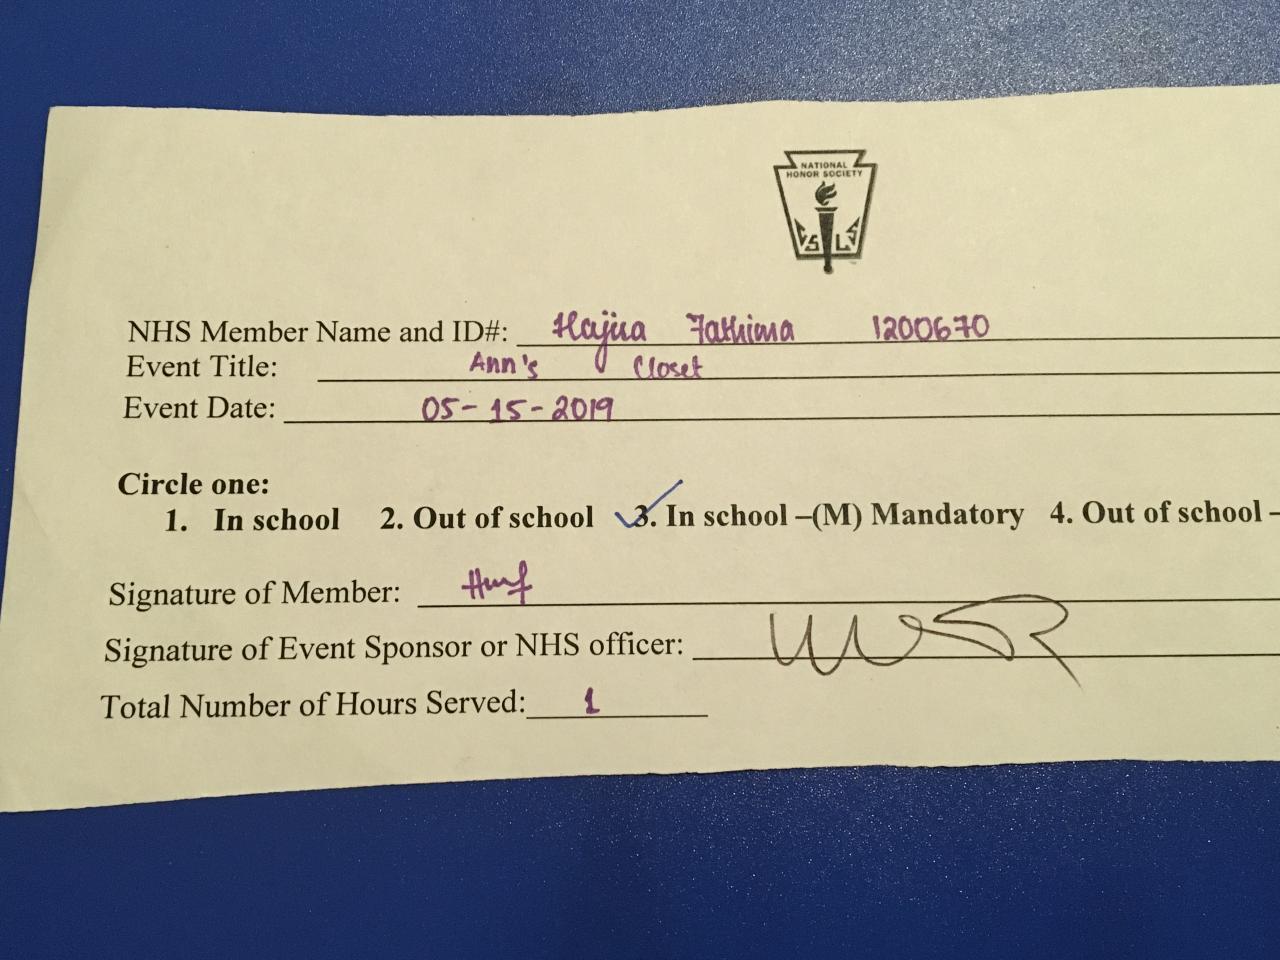 NATIONAL
HONOR SOCIETY
C S L S
NHS Member Name and ID#: Hajira Fathima 1200670
Event Title: Ann's Closet
Event Date: 05-15-2019
Circle one:
1. In school 2. Out of school 3. In school –(M) Mandatory 4. Out of school –
Signature of Member:
Signature of Event Sponsor or NHS officer:
Total Number of Hours Served: 1